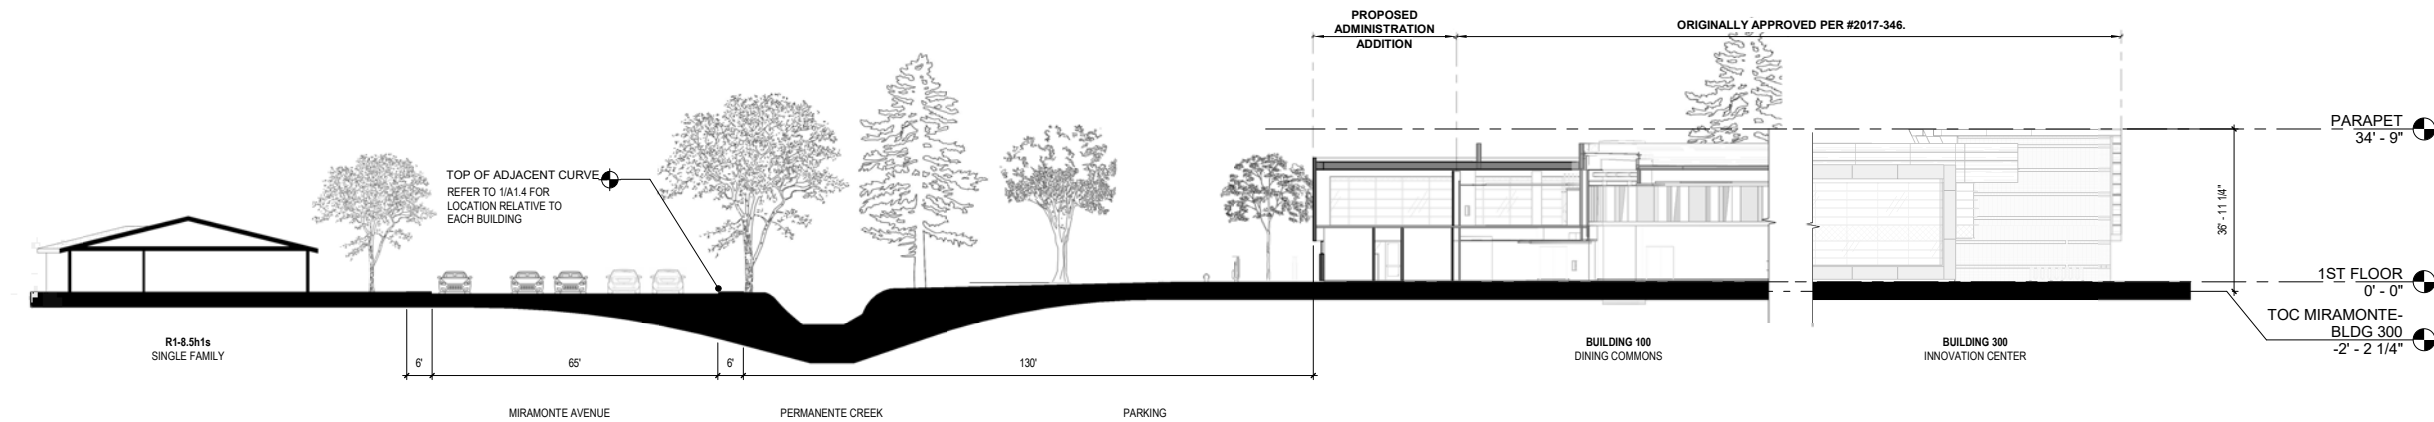 PROPOSED
ADMINISTRATION
ADDITION
ORIGINALLY APPROVED PER #2017-346.
PARAPET
34' - 9"
TOP OF ADJACENT CURVE
REFER TO 1/A1.4 FOR
LOCATION RELATIVE TO
EACH BUILDING
36' - 11 1/4"
1ST FLOOR
0' - 0"
TOC MIRAMONTE-
BLDG 300
-2' - 2 1/4"
R1-8.5h1s
SINGLE FAMILY
BUILDING 100
DINING COMMONS
BUILDING 300
INNOVATION CENTER
6'
65'
6'
130'
MIRAMONTE AVENUE
PERMANENTE CREEK
PARKING